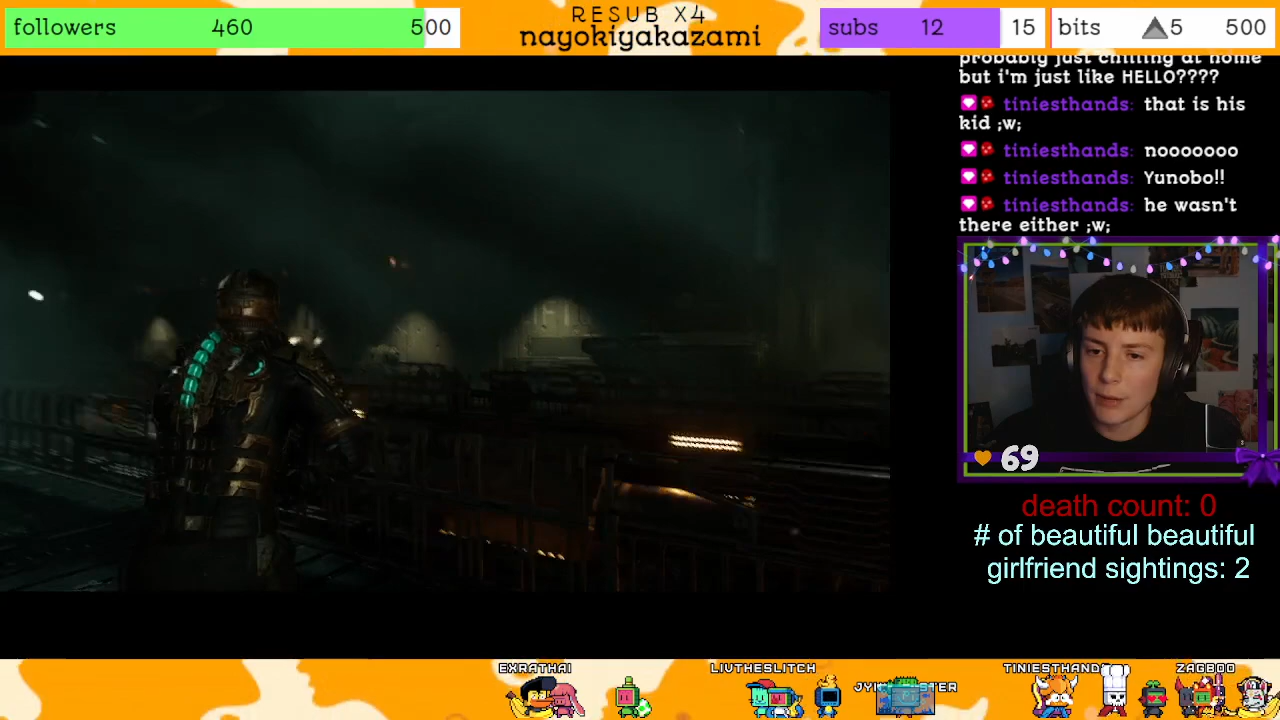 followers 460 500
RESUB X4
nayokiyakazami
subs 12 15
bits 5 500
probably just chilling at home
but i'm just like HELLO????
tiniesthands: that is his
kid ;w;
tiniesthands: nooooooo
tiniesthands: Yunobo!!
tiniesthands: he wasn't
there either ;w;
69
death count: 0
# of beautiful beautiful
girlfriend sightings: 2
EXRATHAI
LIVTHESLITCH
TINIESTHANDS
ZAGBOO